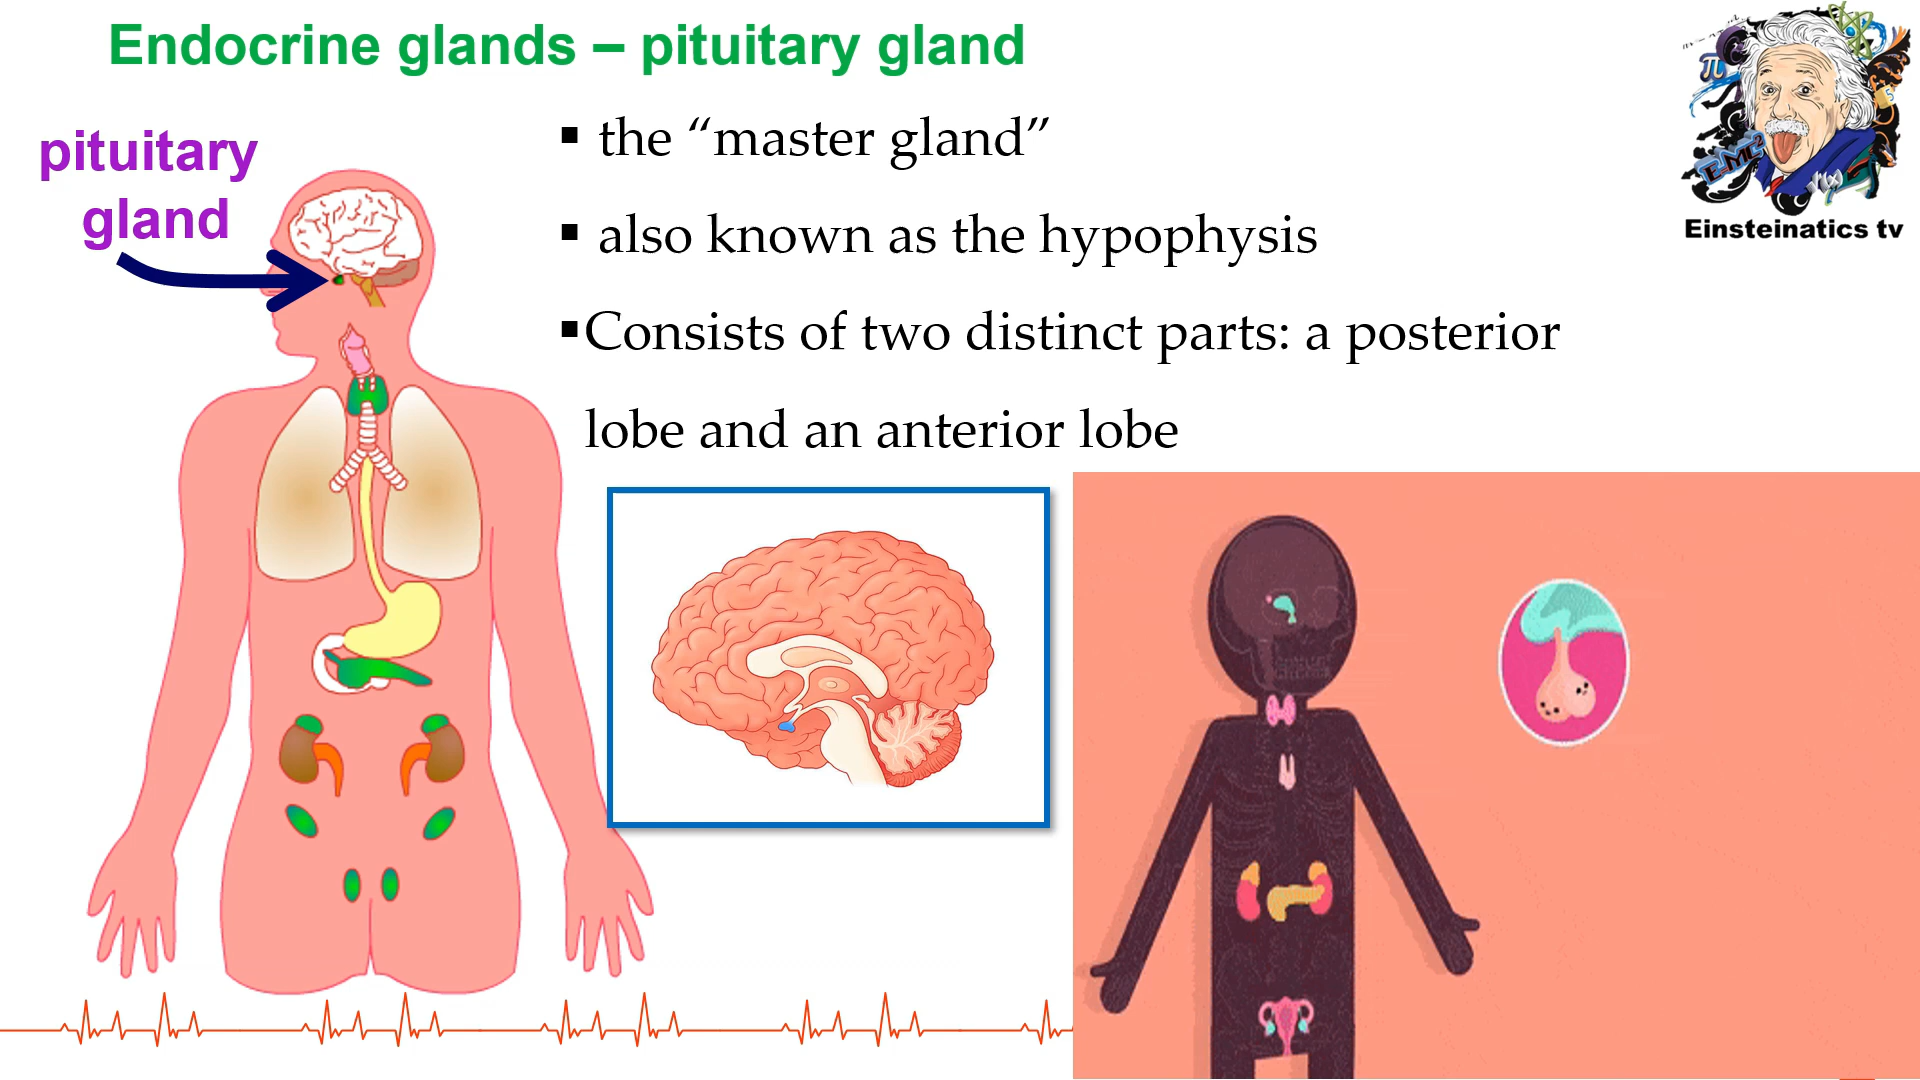 Endocrine glands – pituitary gland
pituitary
gland
▪ the “master gland”
▪ also known as the hypophysis
▪Consists of two distinct parts: a posterior
lobe and an anterior lobe
π
E=MC²
Einsteinatics tv